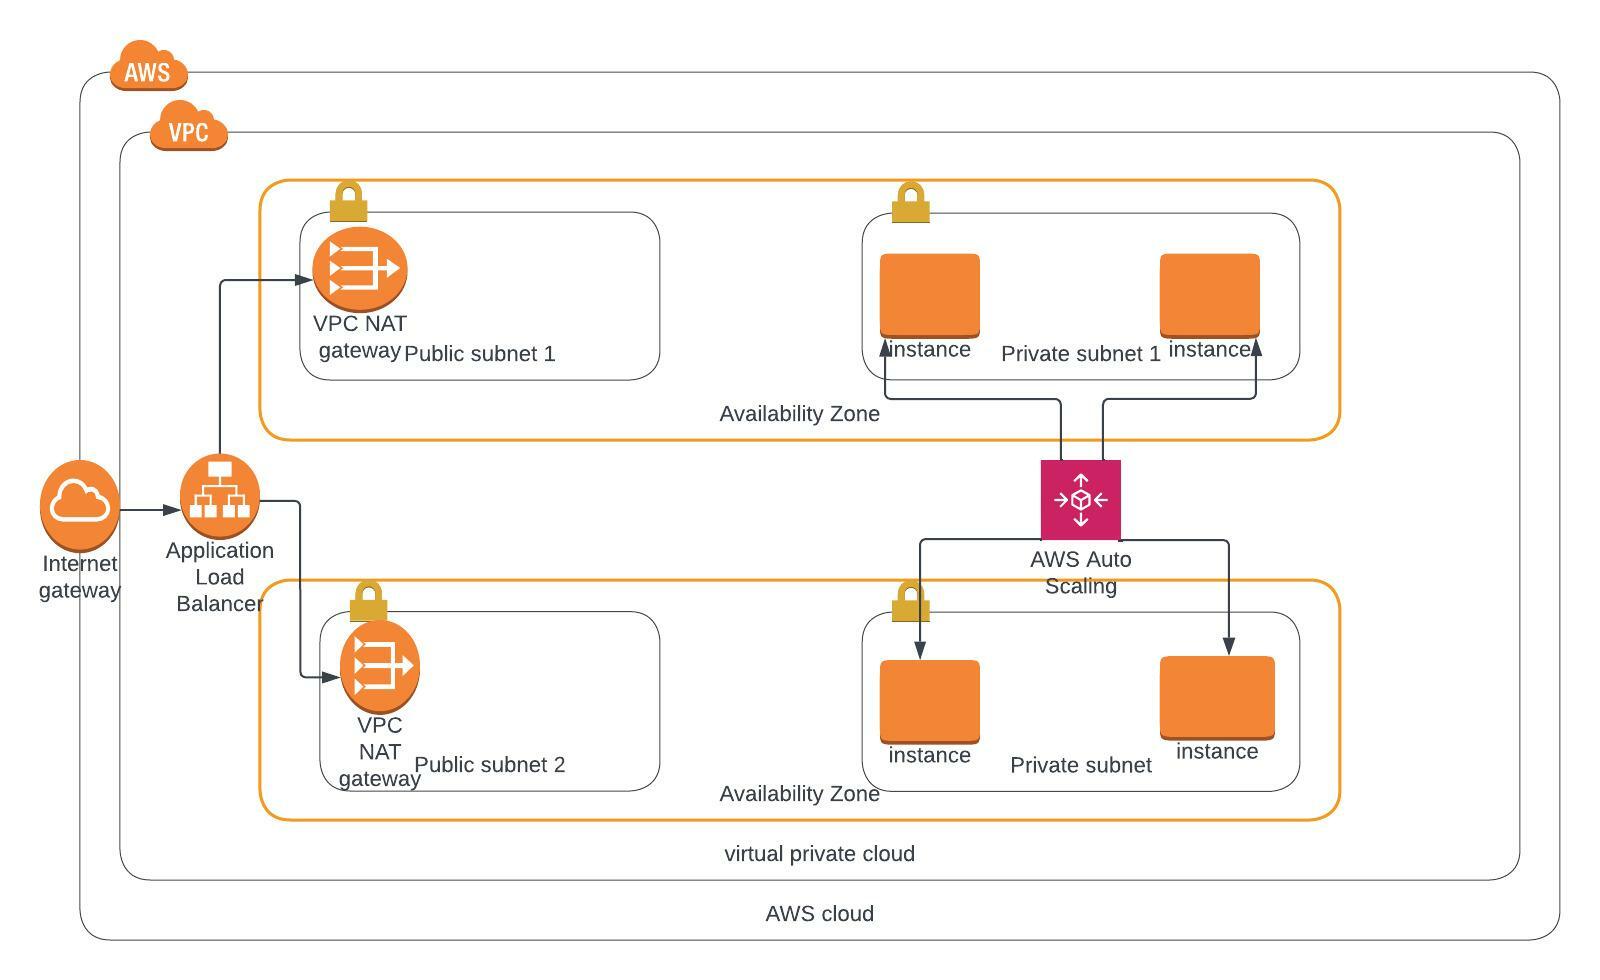 AWS
VPC
VPC NAT
gateway
Public subnet 1
instance
Private subnet 1
instance
Availability Zone
Internet
gateway
Application
Load
Balancer
AWS Auto
Scaling
VPC
NAT
gateway
Public subnet 2
instance
Private subnet
instance
Availability Zone
virtual private cloud
AWS cloud